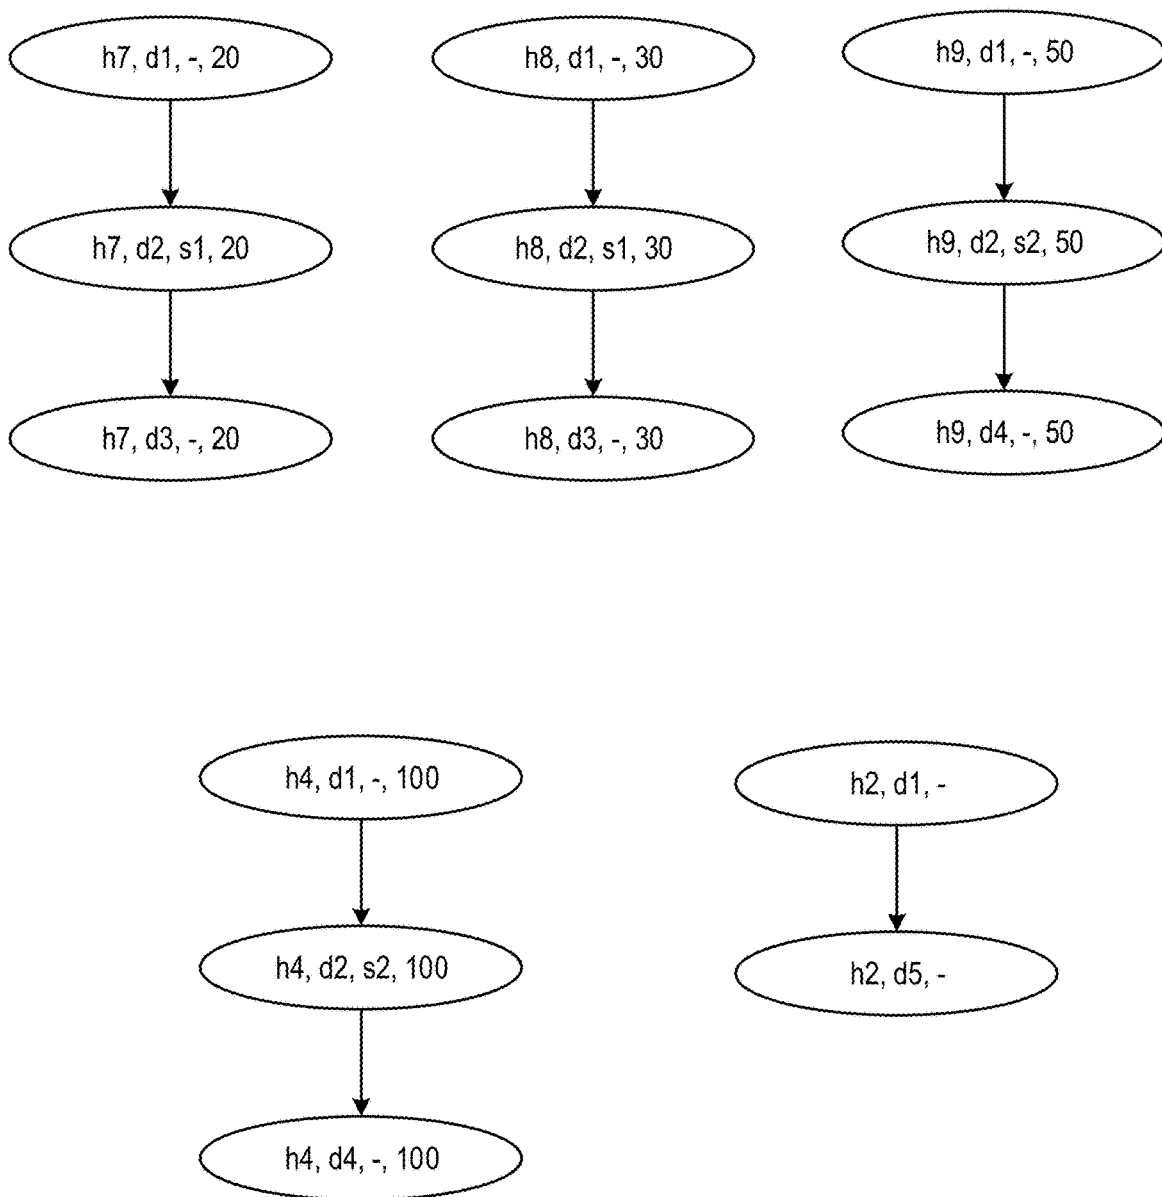 h7, d1, -, 20
h8, d1, -, 30
h9, d1, -, 50
h7, d2, s1, 20
h8, d2, s1, 30
h9, d2, s2, 50
h7, d3, -, 20
h8, d3, -, 30
h9, d4, -, 50
h4, d1, -, 100
h2, d1, -
h4, d2, s2, 100
h2, d5, -
h4, d4, -, 100